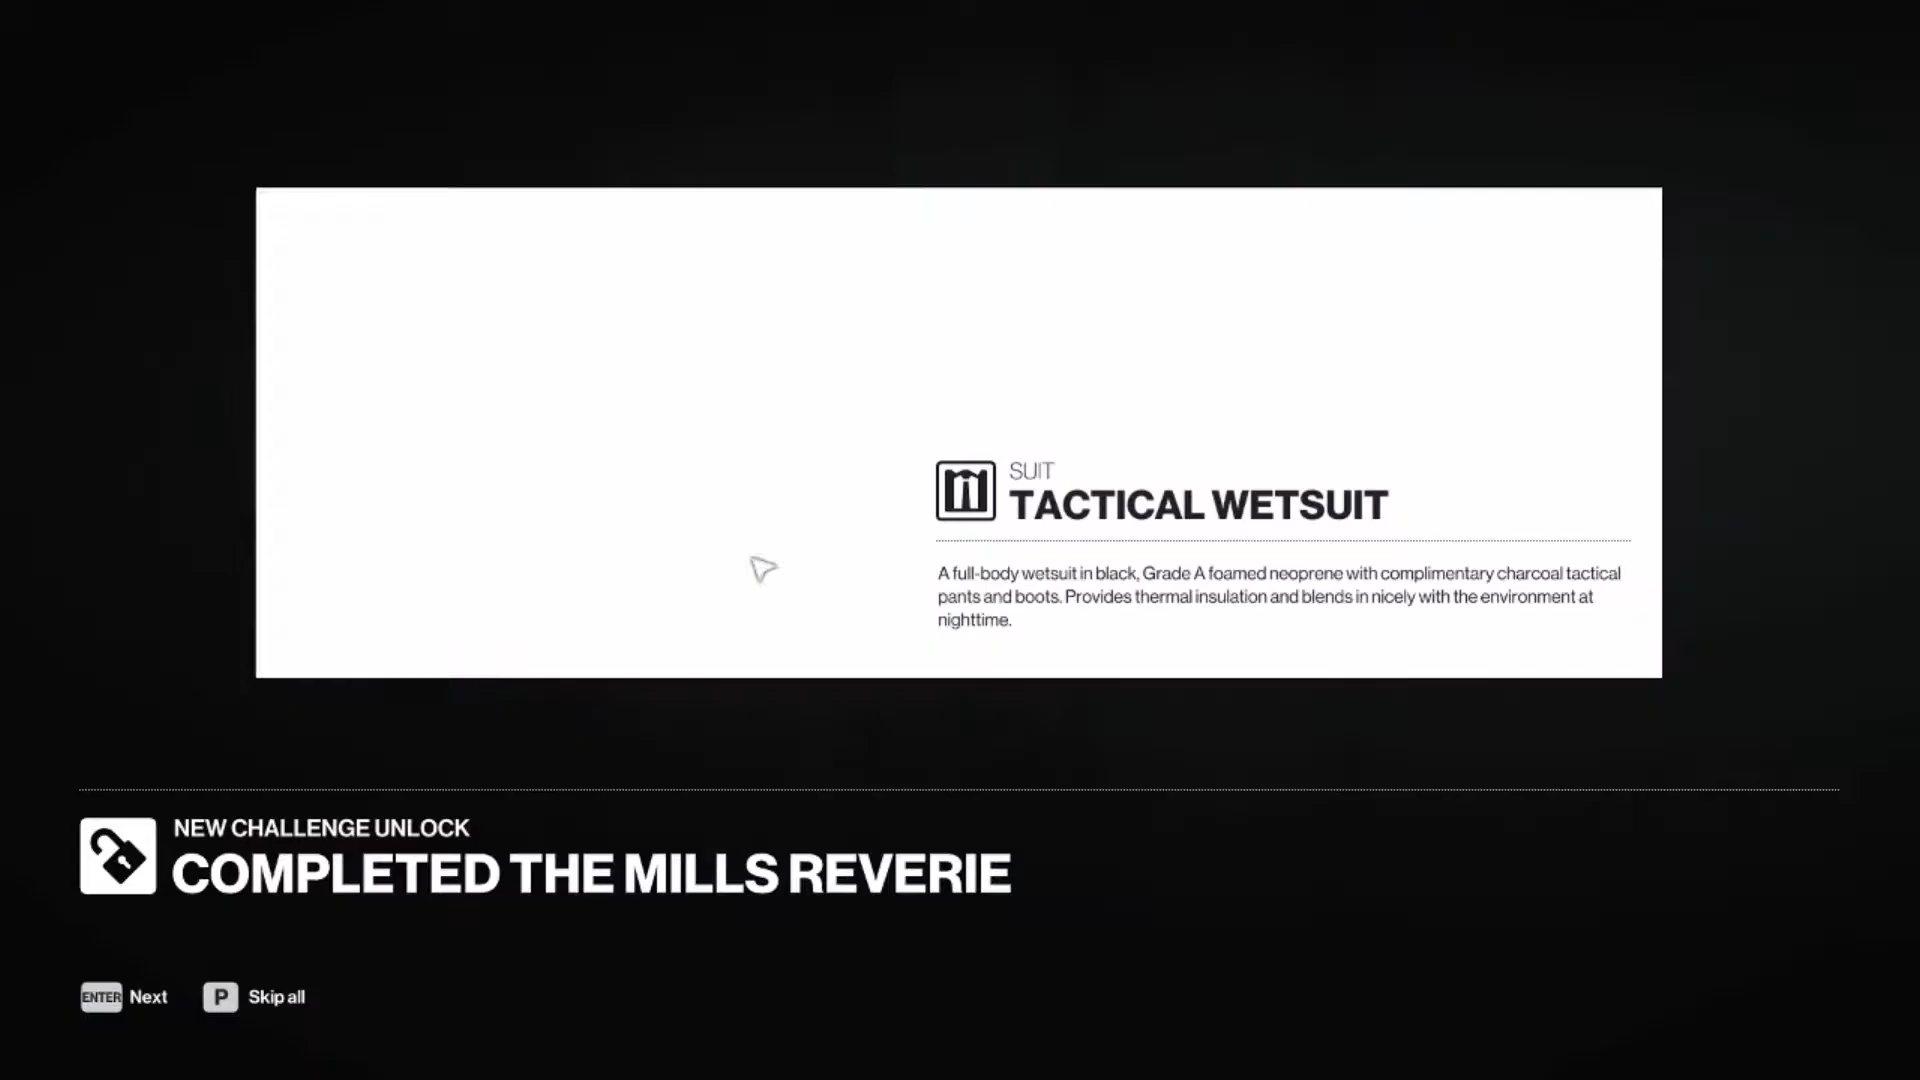 SUIT
TACTICAL WETSUIT
A full-body wetsuit in black, Grade A foamed neoprene with complimentary charcoal tactical
pants and boots. Provides thermal insulation and blends in nicely with the environment at
nighttime.
NEW CHALLENGE UNLOCK
COMPLETED THE MILLS REVERIE
ENTER Next P Skip all